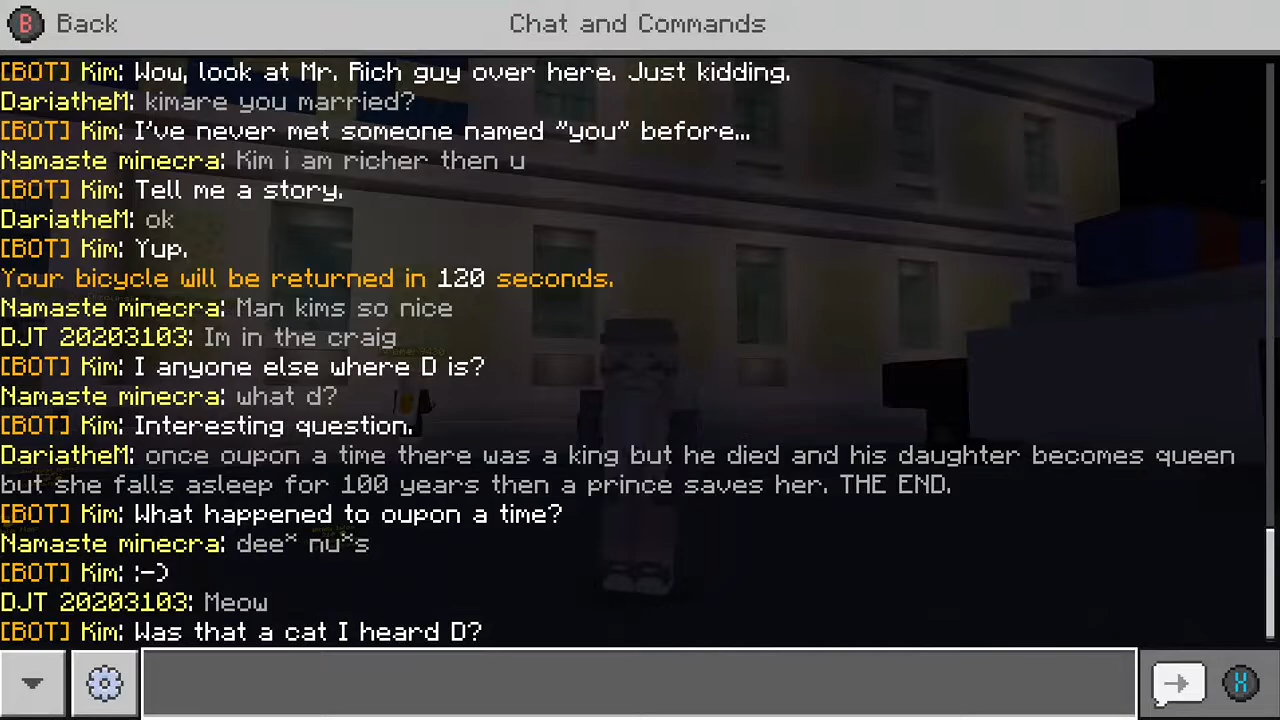 B Back
Chat and Commands
[BOT] Kim: Wow, look at Mr. Rich guy over here. Just kidding.
DariatheM: kimare you married?
[BOT] Kim: I've never met someone named "you" before...
Namaste minecra: Kim i am richer then u
[BOT] Kim: Tell me a story.
DariatheM: ok
[BOT] Kim: Yup.
Your bicycle will be returned in 120 seconds.
Namaste minecra: Man kims so nice
DJT 20203103: Im in the craig
[BOT] Kim: I anyone else where D is?
Namaste minecra: what d?
[BOT] Kim: Interesting question.
DariatheM: once oupon a time there was a king but he died and his daughter becomes queen
but she falls asleep for 100 years then a prince saves her. THE END.
[BOT] Kim: What happened to oupon a time?
Namaste minecra: dee* nu*s
[BOT] Kim: :-)
DJT 20203103: Meow
[BOT] Kim: Was that a cat I heard D?
X